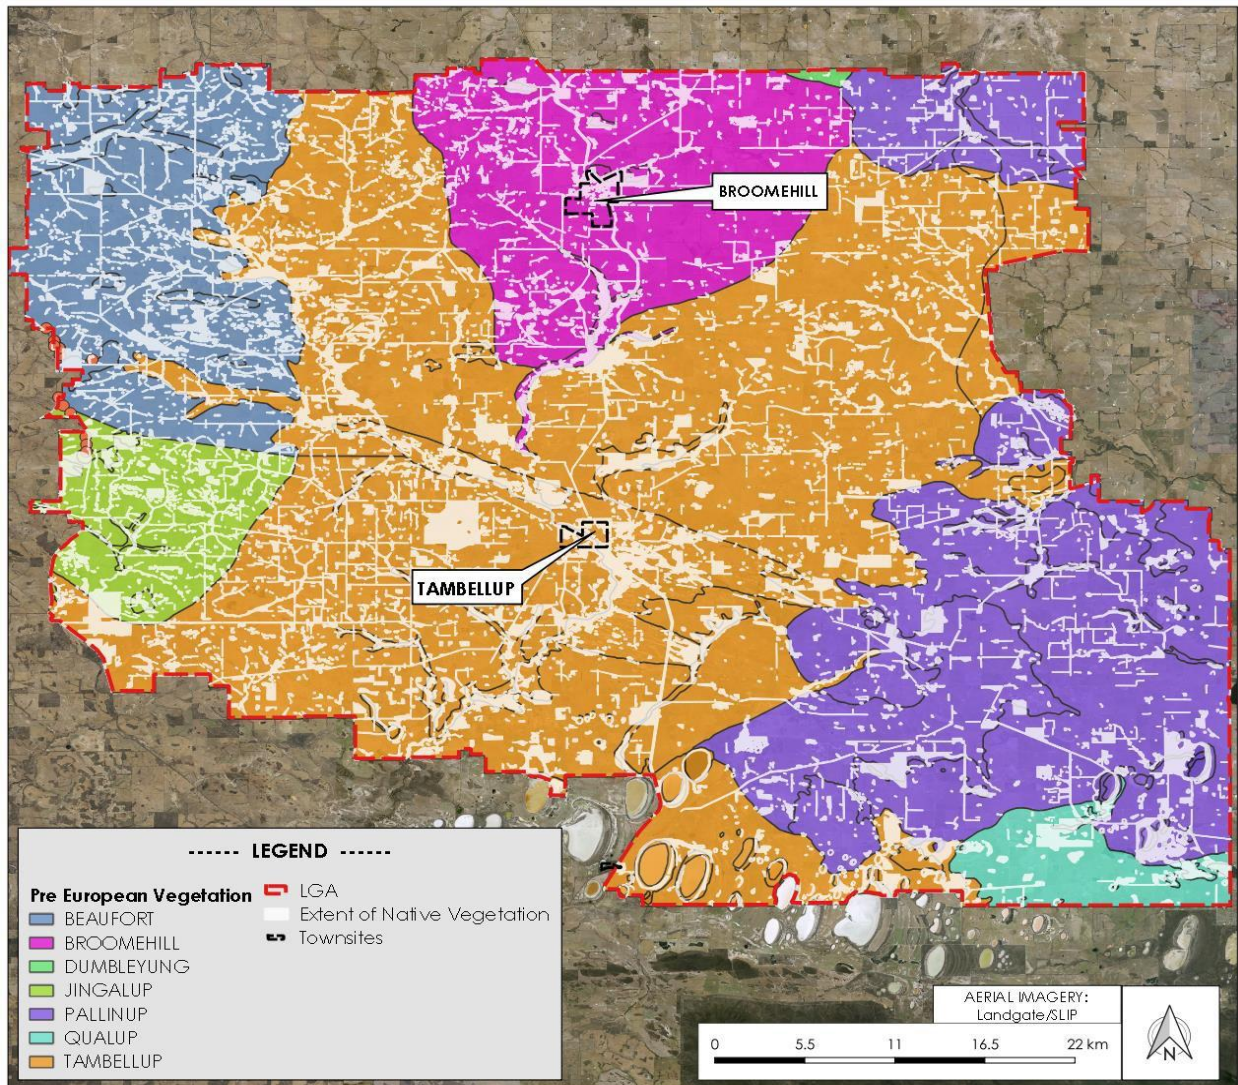 BROOMEHILL
TAMBELLUP
------ LEGEND ------
Pre European Vegetation
BEAUFORT
BROOMEHILL
DUMBLEYUNG
JINGALUP
PALLINUP
QUALUP
TAMBELLUP
LGA
Extent of Native Vegetation
Townsites
AERIAL IMAGERY:
Landgate/SLIP
0 5.5 11 16.5 22 km
N